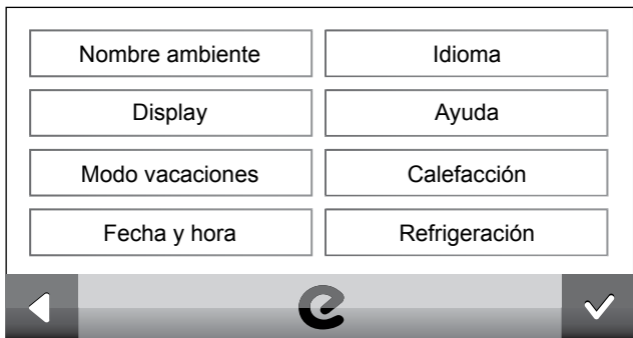 Nombre ambiente
Idioma
Display
Ayuda
Modo vacaciones
Calefacción
Fecha y hora
Refrigeración
e